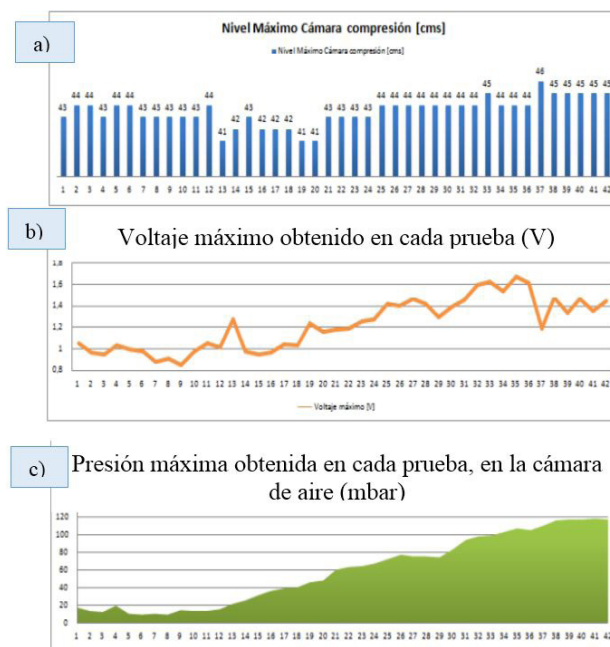 a)
Nivel Máximo Cámara compresión [cms]
Nivel Máximo Cámara compresión [cms]
43 44 44 43 44 44 43 43 43 43 43 44 41 42 43 42 42 42 41 41 43 43 43 43 44 44 44 44 44 44 44 44 45 44 44 44 46 45 45 45 45 45
1 2 3 4 5 6 7 8 9 10 11 12 13 14 15 16 17 18 19 20 21 22 23 24 25 26 27 28 29 30 31 32 33 34 35 36 37 38 39 40 41 42
b)
Voltaje máximo obtenido en cada prueba (V)
1,8
1,6
1,4
1,2
1
0,8
1 2 3 4 5 6 7 8 9 10 11 12 13 14 15 16 17 18 19 20 21 22 23 24 25 26 27 28 29 30 31 32 33 34 35 36 37 38 39 40 41 42
Voltaje máximo [V]
c)
Presión máxima obtenida en cada prueba, en la cámara
de aire (mbar)
120
100
80
60
40
20
0
1 2 3 4 5 6 7 8 9 10 11 12 13 14 15 16 17 18 19 20 21 22 23 24 25 26 27 28 29 30 31 32 33 34 35 36 37 38 39 40 41 42